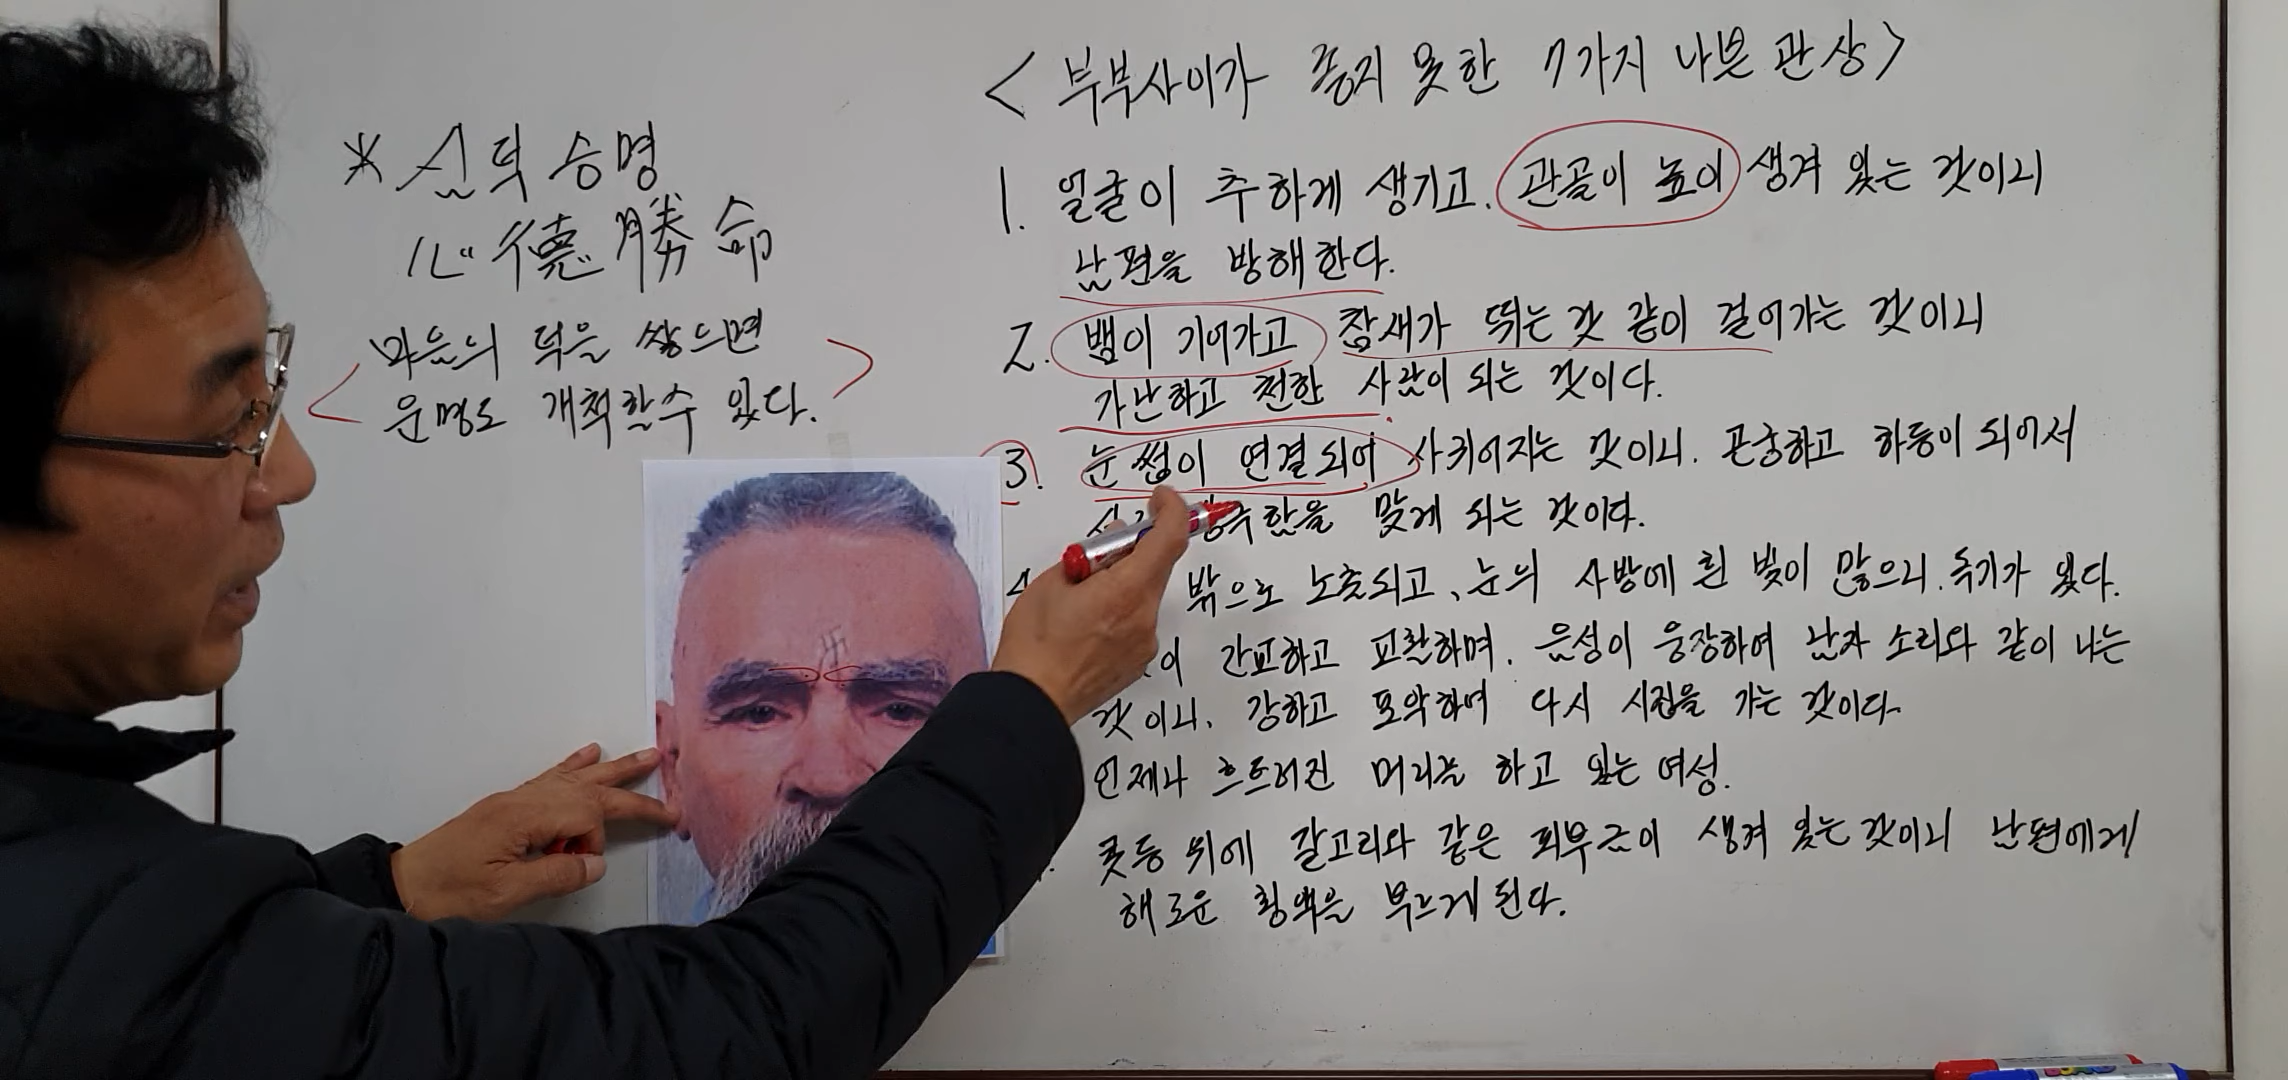 * 심덕승명
心德勝命
마음의 덕을 쌓으면
운명도 개척할수 있다.
<부부사이가 좋지 못한 7가지 나쁜 관상>
1. 얼굴이 추하게 생기고. 관골이 높이 생겨 있는 것이니
남편을 방해한다.
2. 뱀이 기어가고 참새가 뛰는 것 같이 걸어가는 것이니
가난하고 천한 사람이 되는 것이다.
3. 눈썹이 연결되어 사귀어지는 것이니. 곤궁하고 하등이 되어서
맞게 되는 것이다.
4 밖으로 노출되고, 눈의 사방에 흰 빛이 많으니. 독기가 있다.
이 간교하고 교활하며. 음성이 웅장하여 남자 소리와 같이 나는
것이니. 강하고 포악하여 다시 시집을 가는 것이다.
언제나 흐트러진 머리를 하고 있는 여성.
콧등 위에 갈고리와 같은 피부근이 생겨 있는 것이니 남편에게
해로운 횡액을 부르게 된다.